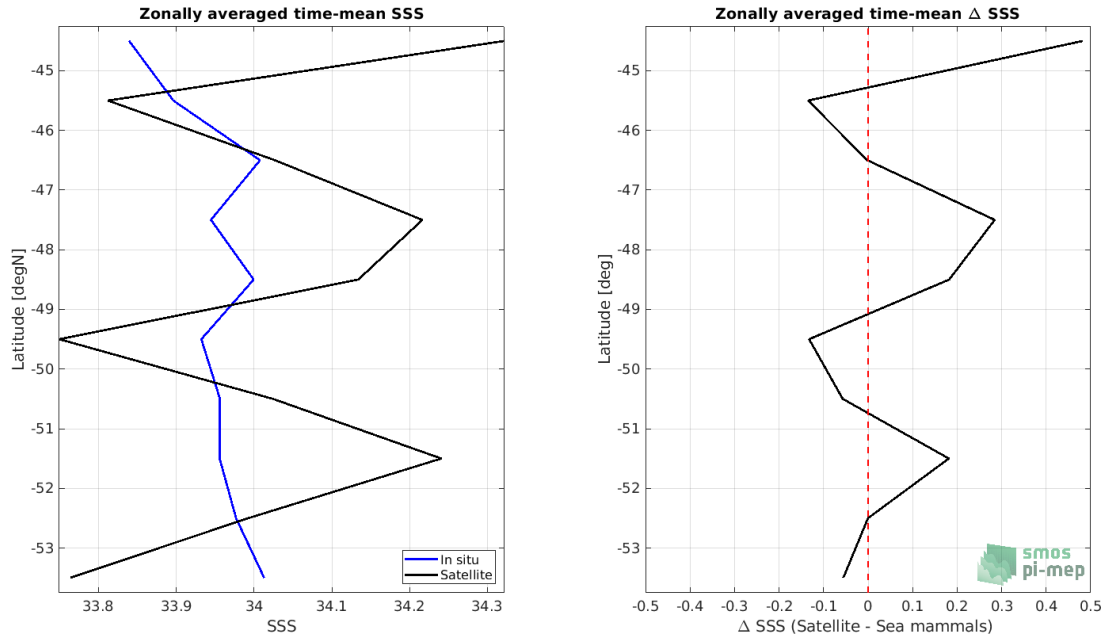 Zonally averaged time-mean SSS
Latitude [degN]
-45
-46
-47
-48
-49
-50
-51
-52
-53
33.8 33.9 34 34.1 34.2 34.3
SSS
In situ
Satellite
Zonally averaged time-mean Δ SSS
Latitude [deg]
-45
-46
-47
-48
-49
-50
-51
-52
-53
-0.5 -0.4 -0.3 -0.2 -0.1 0 0.1 0.2 0.3 0.4 0.5
Δ SSS (Satellite - Sea mammals)
smos
pi-mep